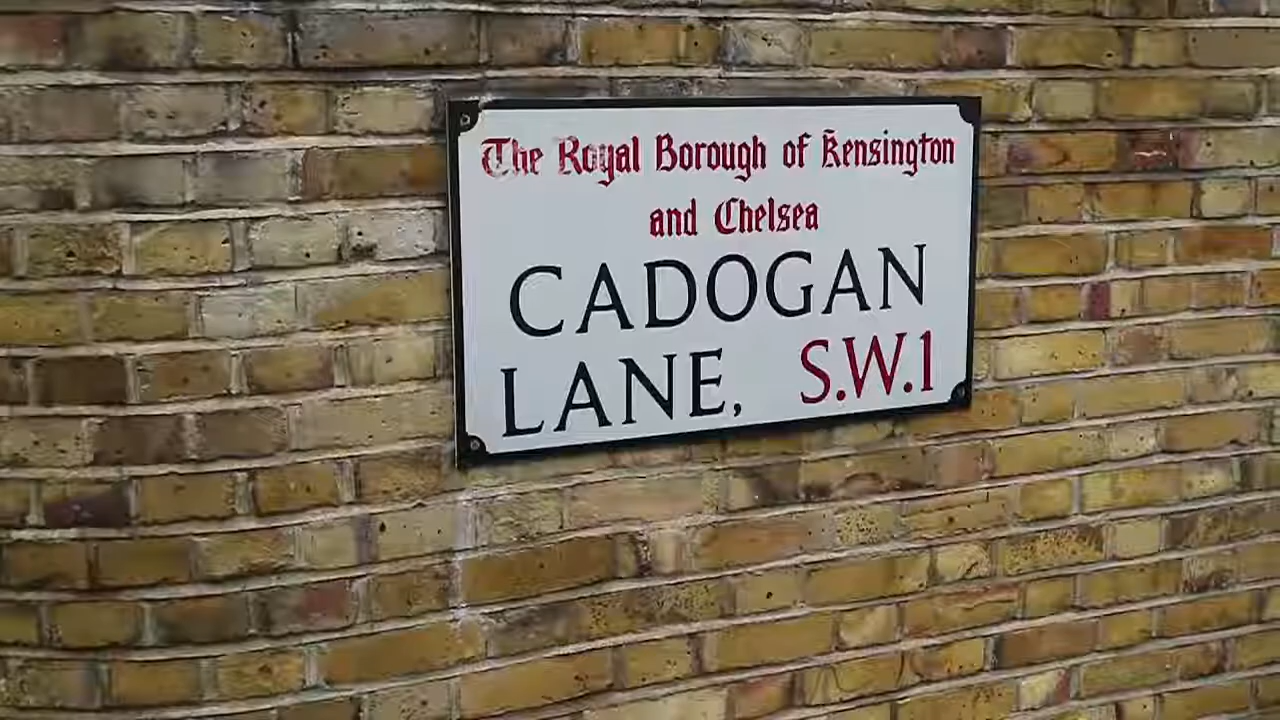 The Royal Borough of Kensington
and Chelsea
CADOGAN
LANE, S.W.1